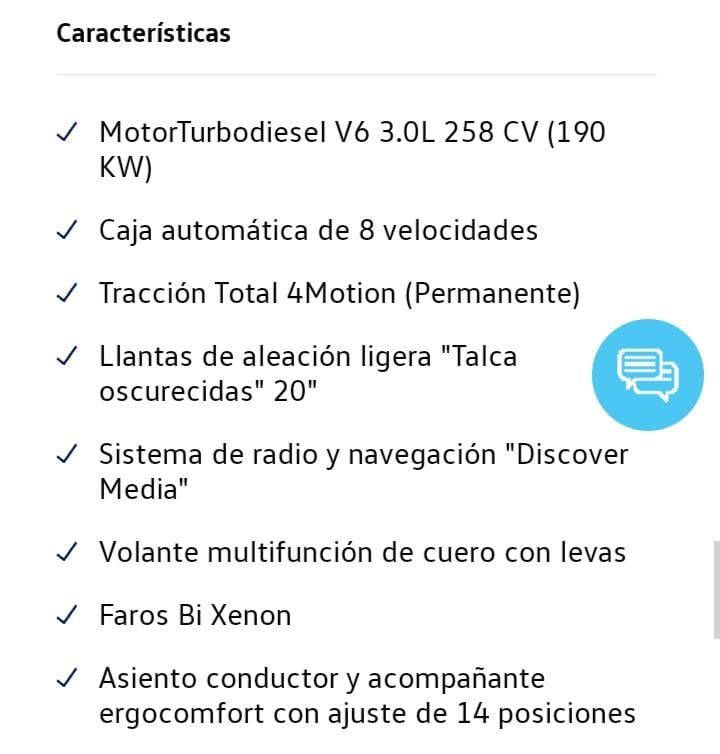 Características
MotorTurbodiesel V6 3.0L 258 CV (190
KW)
Caja automática de 8 velocidades
Tracción Total 4Motion (Permanente)
Llantas de aleación ligera "Talca
oscurecidas" 20"
Sistema de radio y navegación "Discover
Media"
Volante multifunción de cuero con levas
Faros Bi Xenon
Asiento conductor y acompañante
ergocomfort con ajuste de 14 posiciones